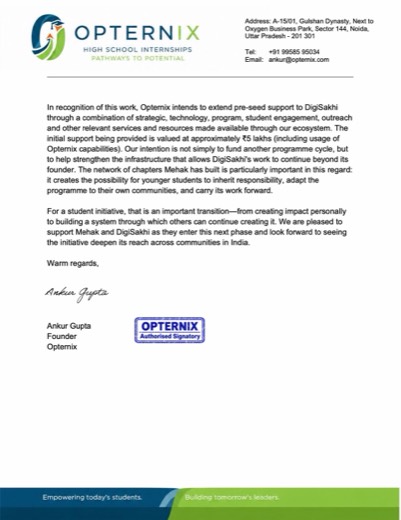 OPTERNIX
HIGH SCHOOL INTERNSHIPS
PATHWAYS TO POTENTIAL
Address: A-15/01, Gulshan Dynasty, Next to
Oxygen Business Park, Sector 144, Noida,
Uttar Pradesh - 201 301
Tel: +91 99585 95034
Email: ankur@opternix.com
In recognition of this work, Opternix intends to extend pre-seed support to DigiSakhi
through a combination of strategic, technology, program, student engagement, outreach
and other relevant services and resources made available through our ecosystem. The
initial support being provided is valued at approximately ₹5 lakhs (including usage of
Opternix capabilities). Our intention is not simply to fund another programme cycle, but
to help strengthen the infrastructure that allows DigiSakhi's work to continue beyond its
founder. The network of chapters Mehak has built is particularly important in this regard:
it creates the possibility for younger students to inherit responsibility, adapt the
programme to their own communities, and carry its work forward.
For a student initiative, that is an important transition—from creating impact personally
to building a system through which others can continue creating it. We are pleased to
support Mehak and DigiSakhi as they enter this next phase and look forward to seeing
the initiative deepen its reach across communities in India.
Warm regards,
Ankur Gupta
Ankur Gupta
Founder
Opternix
OPTERNIX
Authorised Signatory
Empowering today's students.
Building tomorrow's leaders.